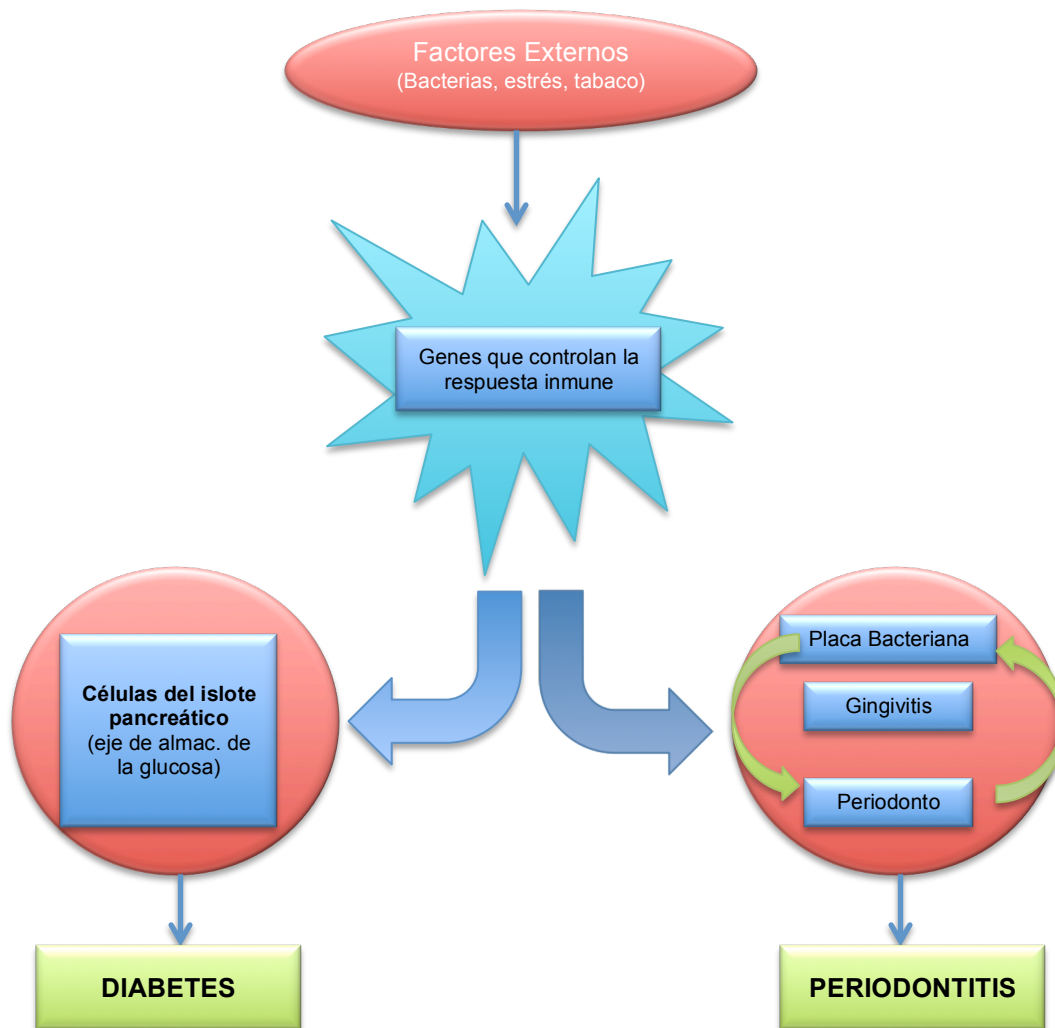 Factores Externos
(Bacterias, estrés, tabaco)
Genes que controlan la
respuesta inmune
Células del islote
pancreático
(eje de almac. de
la glucosa)
Placa Bacteriana
Gingivitis
Periodonto
DIABETES
PERIODONTITIS